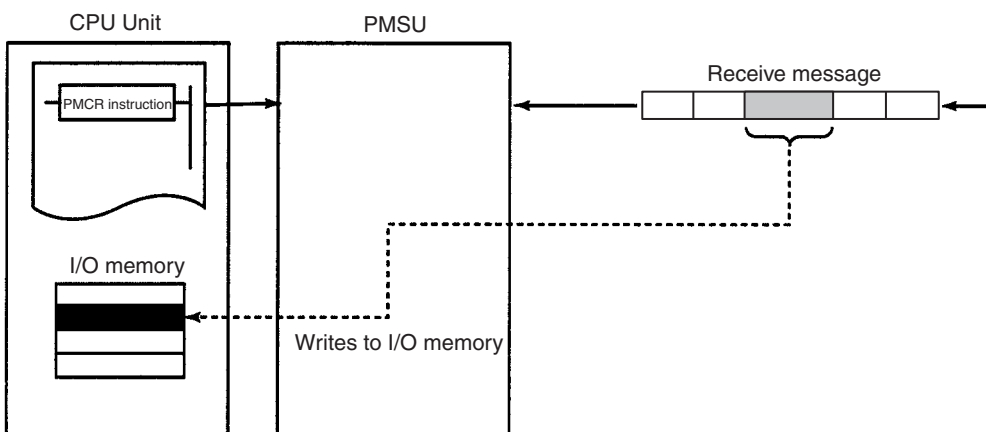 CPU Unit
PMSU
PMCR instruction
Receive message
I/O memory
Writes to I/O memory